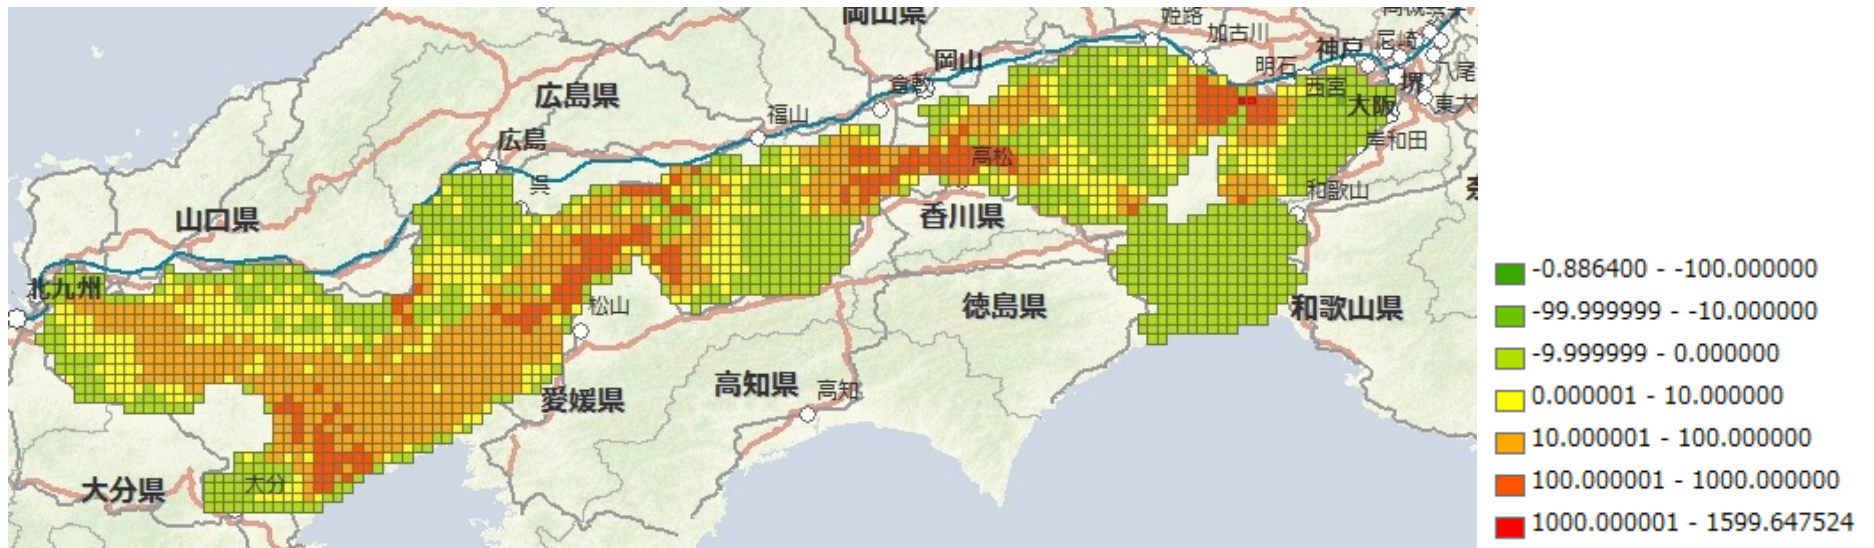 岡山県
姫路
加古川
神戸
尼崎
岡山
明石
西宮
八尾
堺
倉敷
広島県
大阪
東大
福山
岸和田
広島
高松
呉
和歌山
山口県
香川県
北九州
松山
徳島県
和歌山県
愛媛県
高知県
高知
大分県
大分
-0.886400 - -100.000000
-99.999999 - -10.000000
-9.999999 - 0.000000
0.000001 - 10.000000
10.000001 - 100.000000
100.000001 - 1000.000000
1000.000001 - 1599.647524